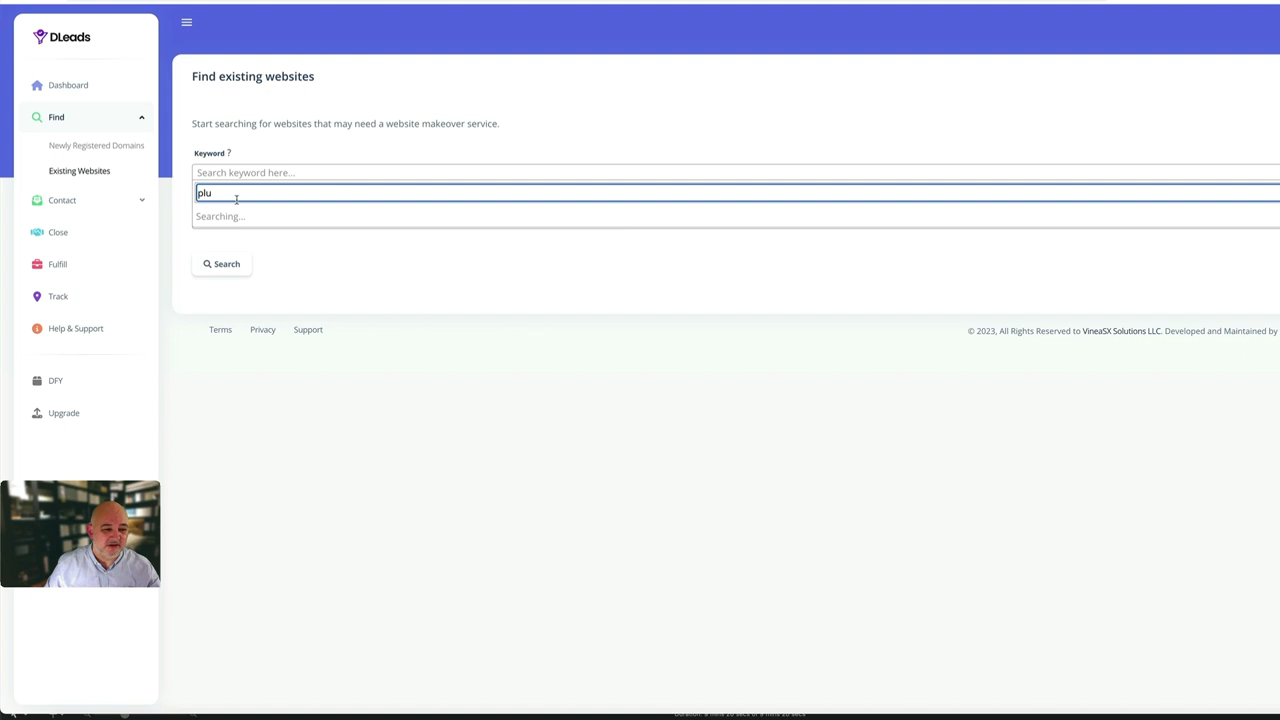 DLeads
Dashboard
Find
Newly Registered Domains
Existing Websites
Contact
Close
Fulfill
Track
Help & Support
DFY
Upgrade
Find existing websites
Start searching for websites that may need a website makeover service.
Keyword ?
Search keyword here...
plu
Searching...
Search
Terms Privacy Support
© 2023, All Rights Reserved to VineaSX Solutions LLC. Developed and Maintained by